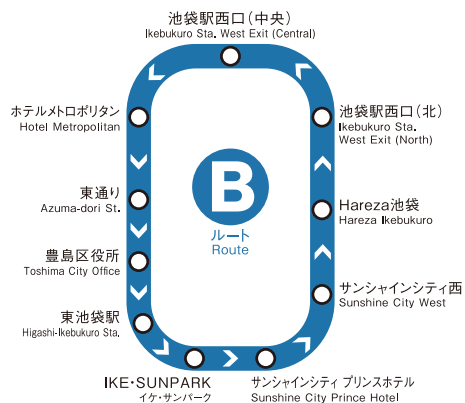 池袋駅西口（中央）
Ikebukuro Sta. West Exit (Central)
ホテルメトロポリタン
Hotel Metropolitan
池袋駅西口（北）
Ikebukuro Sta.
West Exit (North)
東通り
Azuma-dori St.
B
ルート
Route
Hareza池袋
Hareza Ikebukuro
豊島区役所
Toshima City Office
サンシャインシティ西
Sunshine City West
東池袋駅
Higashi-Ikebukuro Sta.
IKE・SUNPARK
イケ・サンパーク
サンシャインシティ プリンスホテル
Sunshine City Prince Hotel